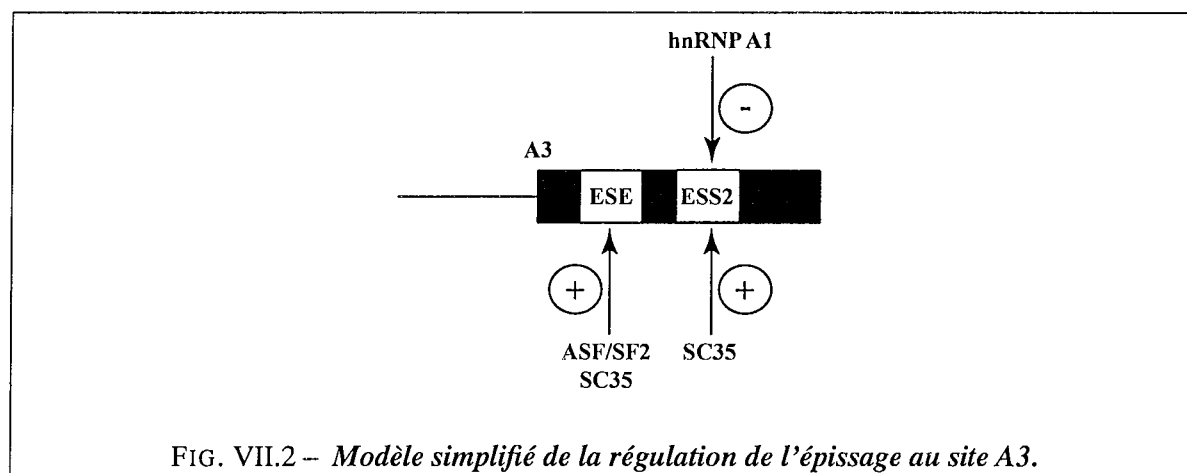 hnRNP A1
-
A3
ESE ESS2
+ +
ASF/SF2 SC35
SC35
FIG. VII.2 – Modèle simplifié de la régulation de l'épissage au site A3.